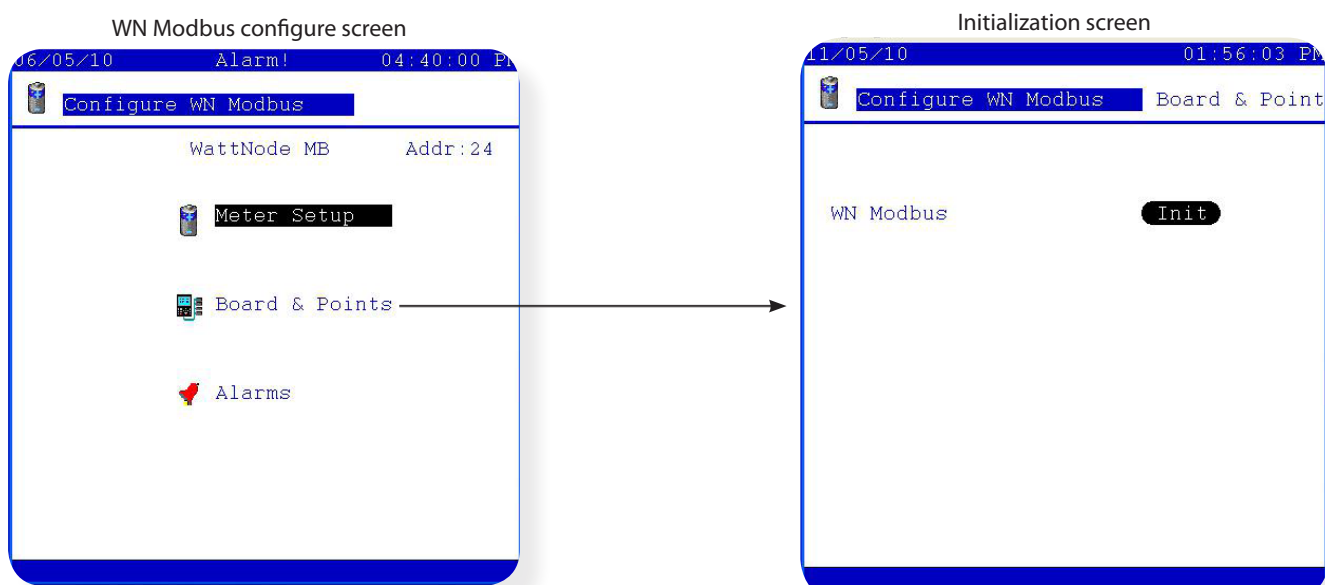 WN Modbus configure screen
06/05/10 Alarm! 04:40:00 PM
Configure WN Modbus
WattNode MB Addr:24
Meter Setup
Board & Points
Alarms
Initialization screen
11/05/10 01:56:03 PM
Configure WN Modbus Board & Point
WN Modbus Init